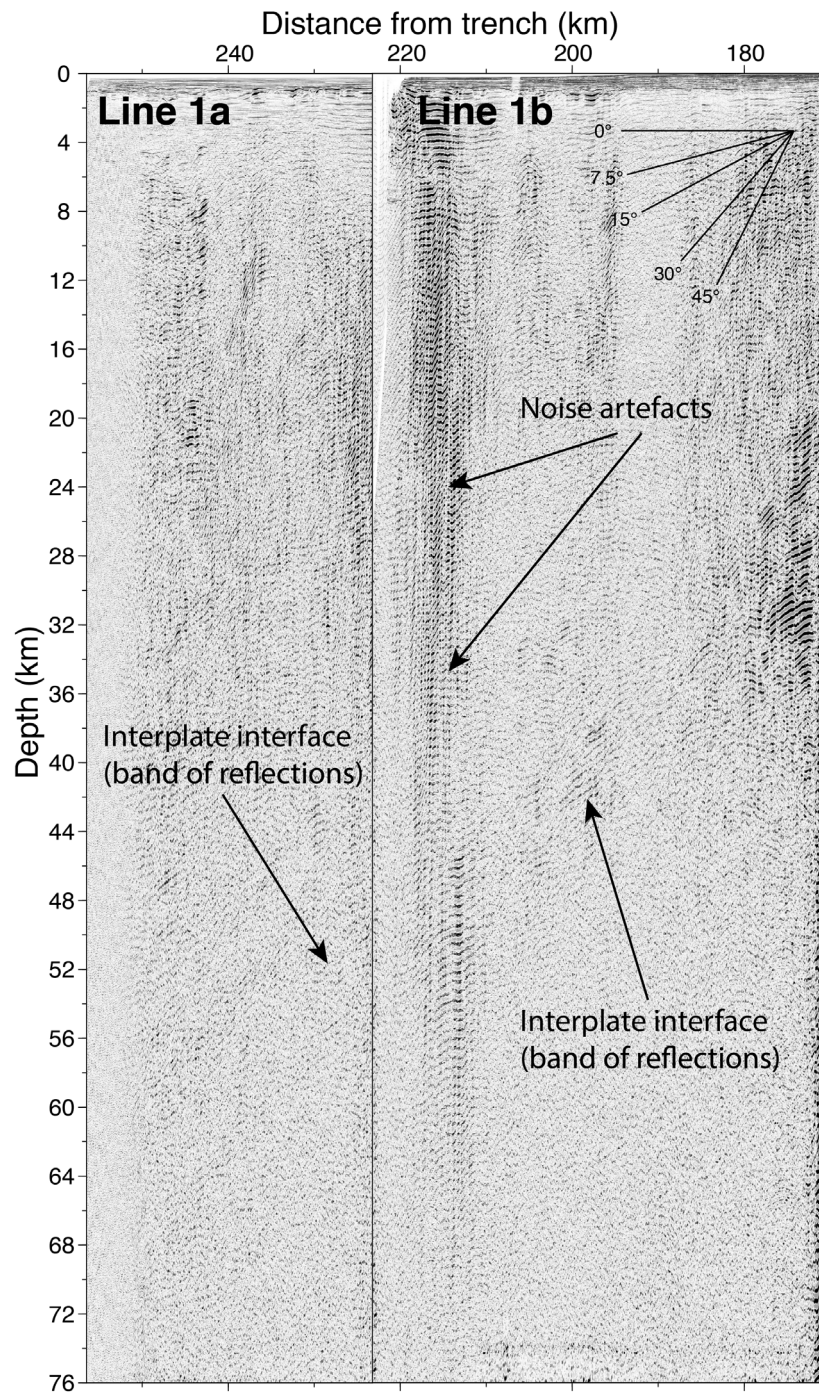 Distance from trench (km)
240 220 200 180
0
Line 1a Line 1b
0°
4
7.5°
8
15°
30°
12
45°
16
20
Noise artefacts
24
28
32
Depth (km)
36
Interplate interface
(band of reflections)
40
44
48
52
Interplate interface
(band of reflections)
56
60
64
68
72
76